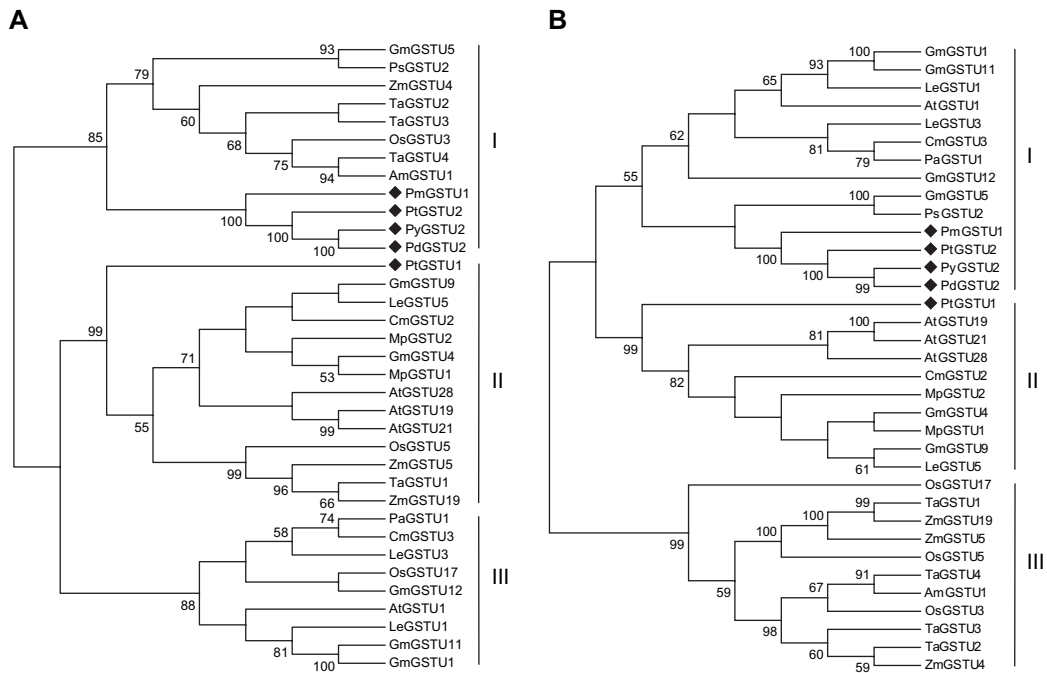 A
93
GmGSTU5
PsGSTU2
79
ZmGSTU4
60
TaGSTU2
TaGSTU3
68
85
OsGSTU3
75
TaGSTU4
94
AmGSTU1
I
PmGSTU1
100
PtGSTU2
100
PyGSTU2
100
PdGSTU2
PtGSTU1
99
GmGSTU9
LeGSTU5
CmGSTU2
MpGSTU2
71
GmGSTU4
53
MpGSTU1
II
AtGSTU28
AtGSTU19
99
AtGSTU21
55
OsGSTU5
99
ZmGSTU5
96
TaGSTU1
66
ZmGSTU19
74
PaGSTU1
58
CmGSTU3
LeGSTU3
OsGSTU17
III
GmGSTU12
88
AtGSTU1
LeGSTU1
81
GmGSTU11
100
GmGSTU1
B
100
GmGSTU1
93
GmGSTU11
65
LeGSTU1
AtGSTU1
62
LeGSTU3
81
CmGSTU3
79
PaGSTU1
I
55
GmGSTU12
100
GmGSTU5
PsGSTU2
PmGSTU1
100
PtGSTU2
100
PyGSTU2
99
PdGSTU2
PtGSTU1
99
100
AtGSTU19
81
AtGSTU21
AtGSTU28
82
CmGSTU2
II
MpGSTU2
GmGSTU4
MpGSTU1
GmGSTU9
61
LeGSTU5
OsGSTU17
99
99
TaGSTU1
100
ZmGSTU19
100
ZmGSTU5
OsGSTU5
III
59
91
TaGSTU4
67
AmGSTU1
OsGSTU3
98
TaGSTU3
60
TaGSTU2
59
ZmGSTU4